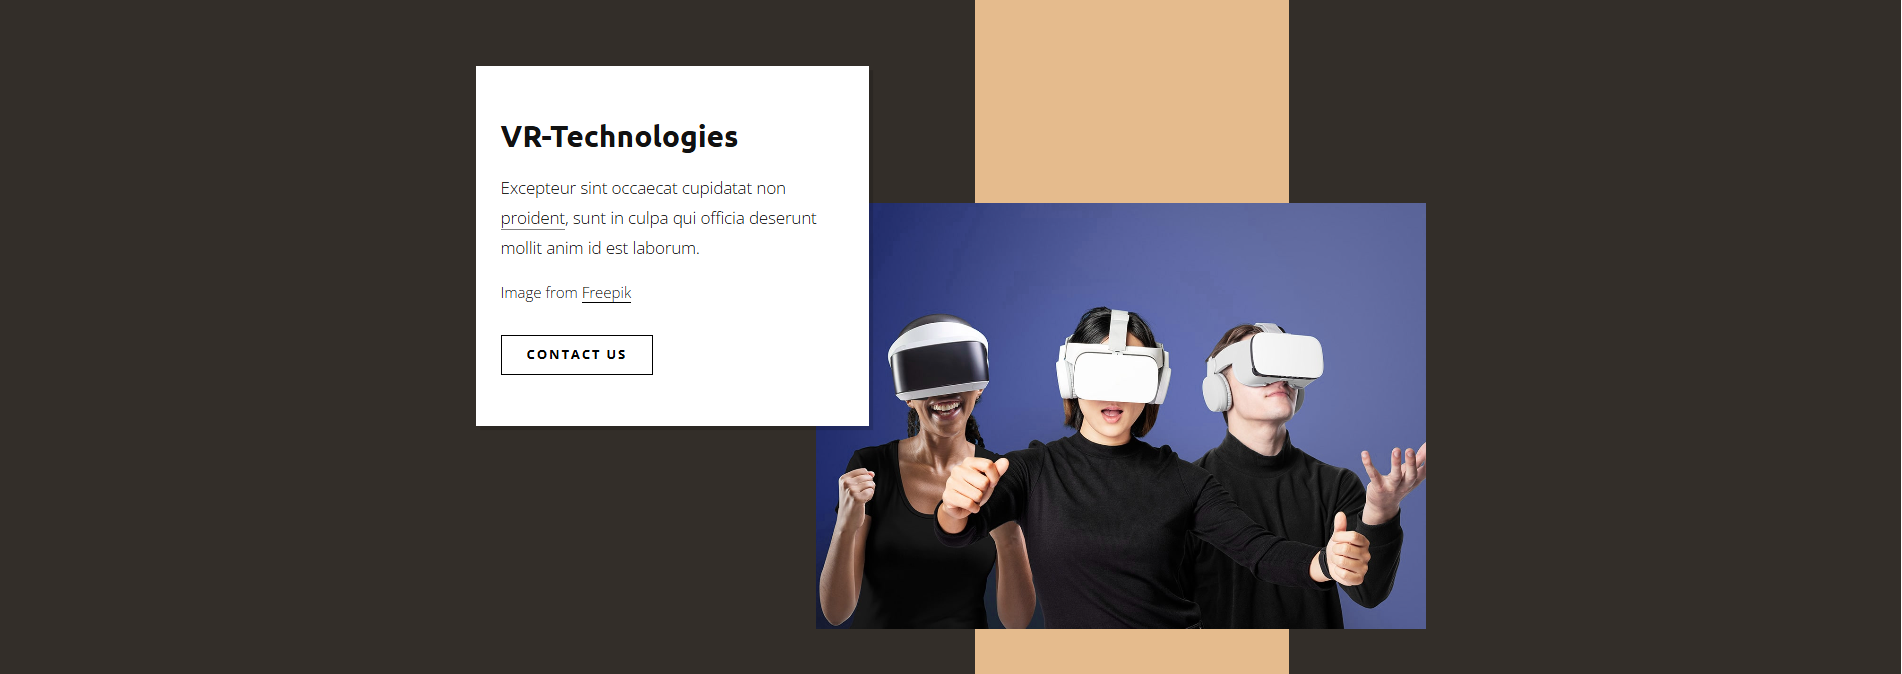 VR-Technologies
Excepteur sint occaecat cupidatat non
proident, sunt in culpa qui officia deserunt
mollit anim id est laborum.
Image from Freepik
CONTACT US